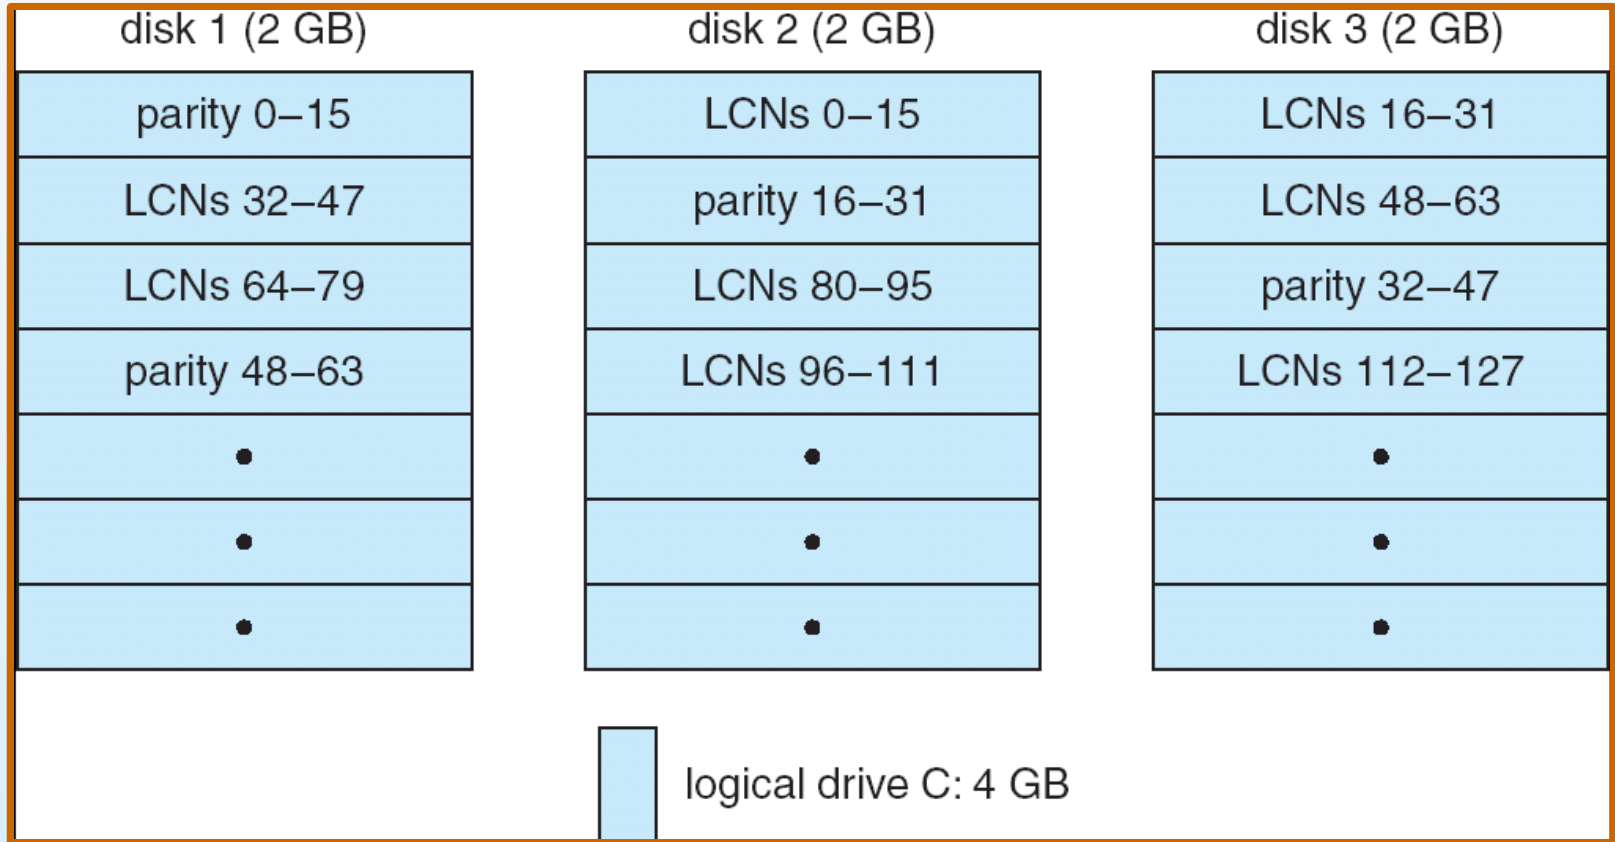 disk 1 (2 GB) disk 2 (2 GB) disk 3 (2 GB)
parity 0–15 LCNs 0–15 LCNs 16–31
LCNs 32–47 parity 16–31 LCNs 48–63
LCNs 64–79 LCNs 80–95 parity 32–47
parity 48–63 LCNs 96–111 LCNs 112–127
logical drive C: 4 GB